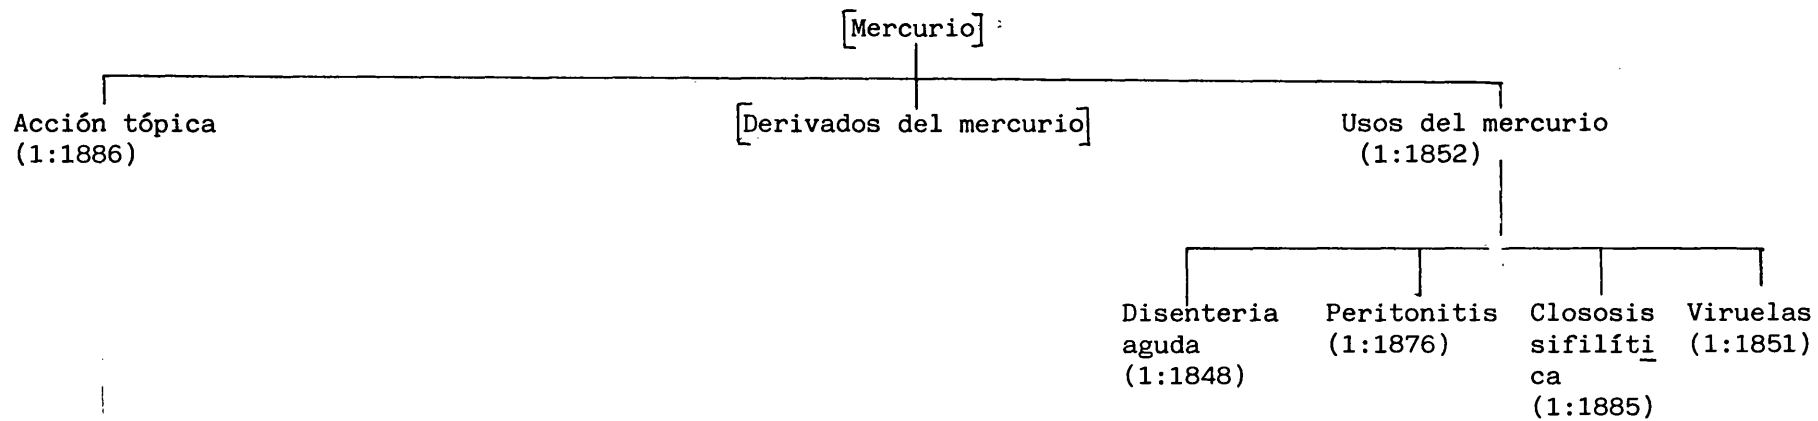 [Mercurio]
Acción tópica
(1:1886)
[Derivados del mercurio]
Usos del mercurio
(1:1852)
Disenteria
aguda
(1:1848)
Peritonitis
(1:1876)
Clososis
sifilíti
ca
(1:1885)
Viruelas
(1:1851)